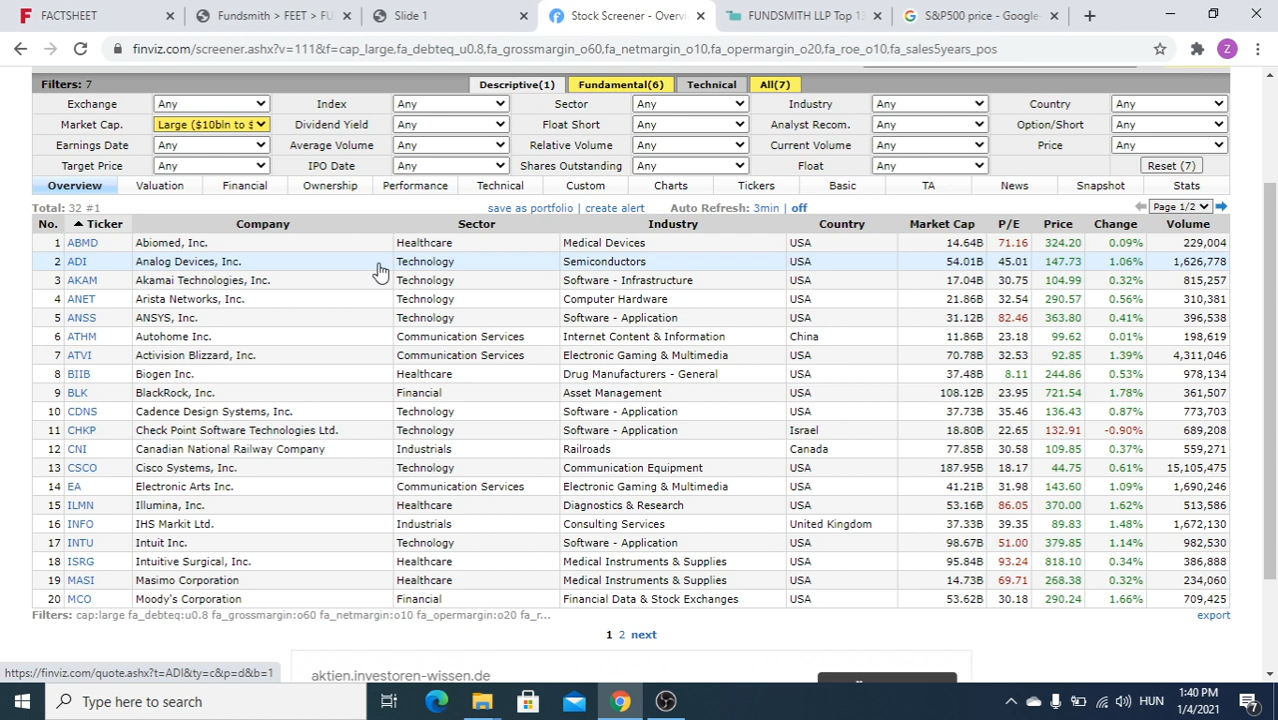 FACTSHEET
Fundsmith > FEET > FU
Slide 1
Stock Screener - Overvi
FUNDSMITH LLP Top 13
S&P500 price - Google
finviz.com/screener.ashx?v=111&f=cap_large,fa_debteq_u0.8,fa_grossmargin_o60,fa_netmargin_o10,fa_opermargin_o20,fa_roe_o10,fa_sales5years_pos
Z
Filters: 7 Descriptive(1) Fundamental(6) Technical All(7)
Exchange Any Index Any Sector Any Industry Any Country Any
Market Cap. Large ($10bln to $ Dividend Yield Any Float Short Any Analyst Recom. Any Option/Short Any
Earnings Date Any Average Volume Any Relative Volume Any Current Volume Any Price Any
Target Price Any IPO Date Any Shares Outstanding Any Float Any Reset (7)
Overview Valuation Financial Ownership Performance Technical Custom Charts Tickers Basic TA News Snapshot Stats
Total: 32 #1 save as portfolio | create alert Auto Refresh: 3min | off Page 1/2
No. Ticker Company Sector Industry Country Market Cap P/E Price Change Volume
1 ABMD Abiomed, Inc. Healthcare Medical Devices USA 14.64B 71.16 324.20 0.09% 229,004
2 ADI Analog Devices, Inc. Technology Semiconductors USA 54.01B 45.01 147.73 1.06% 1,626,778
3 AKAM Akamai Technologies, Inc. Technology Software - Infrastructure USA 17.04B 30.75 104.99 0.32% 815,257
4 ANET Arista Networks, Inc. Technology Computer Hardware USA 21.86B 32.54 290.57 0.56% 310,381
5 ANSS ANSYS, Inc. Technology Software - Application USA 31.12B 82.46 363.80 0.41% 396,538
6 ATHM Autohome Inc. Communication Services Internet Content & Information China 11.86B 23.18 99.62 0.01% 198,619
7 ATVI Activision Blizzard, Inc. Communication Services Electronic Gaming & Multimedia USA 70.78B 32.53 92.85 1.39% 4,311,046
8 BIIB Biogen Inc. Healthcare Drug Manufacturers - General USA 37.48B 8.11 244.86 0.53% 978,134
9 BLK BlackRock, Inc. Financial Asset Management USA 108.12B 23.95 721.54 1.78% 361,507
10 CDNS Cadence Design Systems, Inc. Technology Software - Application USA 37.73B 35.46 136.43 0.87% 773,703
11 CHKP Check Point Software Technologies Ltd. Technology Software - Application Israel 18.80B 22.65 132.91 -0.90% 689,208
12 CNI Canadian National Railway Company Industrials Railroads Canada 77.85B 30.58 109.85 0.37% 559,271
13 CSCO Cisco Systems, Inc. Technology Communication Equipment USA 187.95B 18.17 44.75 0.61% 15,105,475
14 EA Electronic Arts Inc. Communication Services Electronic Gaming & Multimedia USA 41.21B 31.98 143.60 1.09% 1,690,246
15 ILMN Illumina, Inc. Healthcare Diagnostics & Research USA 53.16B 86.05 370.00 1.62% 513,586
16 INFO IHS Markit Ltd. Industrials Consulting Services United Kingdom 37.33B 39.35 89.83 1.48% 1,672,130
17 INTU Intuit Inc. Technology Software - Application USA 98.67B 51.00 379.85 1.14% 982,530
18 ISRG Intuitive Surgical, Inc. Healthcare Medical Instruments & Supplies USA 95.84B 93.24 818.10 0.34% 386,888
19 MASI Masimo Corporation Healthcare Medical Instruments & Supplies USA 14.73B 69.71 268.38 0.32% 234,060
20 MCO Moody's Corporation Financial Financial Data & Stock Exchanges USA 53.62B 30.18 290.24 1.66% 709,425
Filters: cap:large fa_debteq:u0.8 fa_grossmargin:o60 fa_netmargin:o10 fa_opermargin:o20 fa_r... export
1 2 next
https://finviz.com/quote.ashx?t=ADI&ty=c&p=d&b=1
aktien.investoren-wissen.de
Type here to search
HUN
1:40 PM
1/4/2021
7